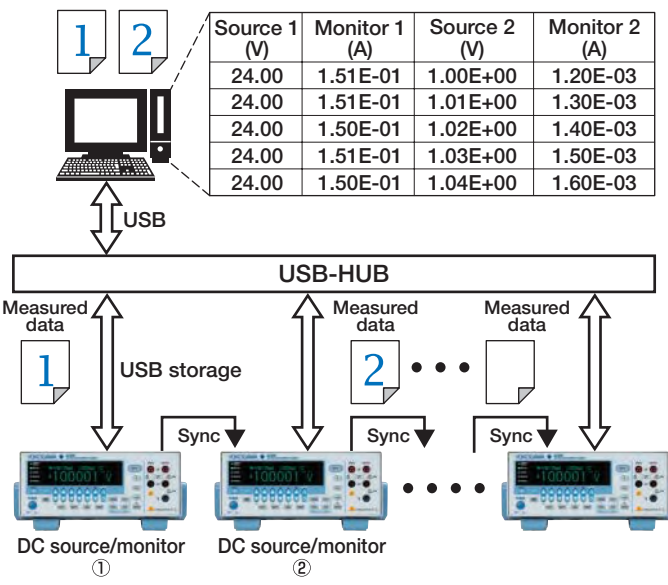 1 2
Source 1 Monitor 1 Source 2 Monitor 2
(V) (A) (V) (A)
24.00 1.51E-01 1.00E+00 1.20E-03
24.00 1.51E-01 1.01E+00 1.30E-03
24.00 1.50E-01 1.02E+00 1.40E-03
24.00 1.51E-01 1.03E+00 1.50E-03
24.00 1.50E-01 1.04E+00 1.60E-03
USB
USB-HUB
Measured Measured Measured
data data data
1 2
USB storage
Sync Sync Sync
YOKOGAWA YOKOGAWA YOKOGAWA
DC source/monitor DC source/monitor
① ②